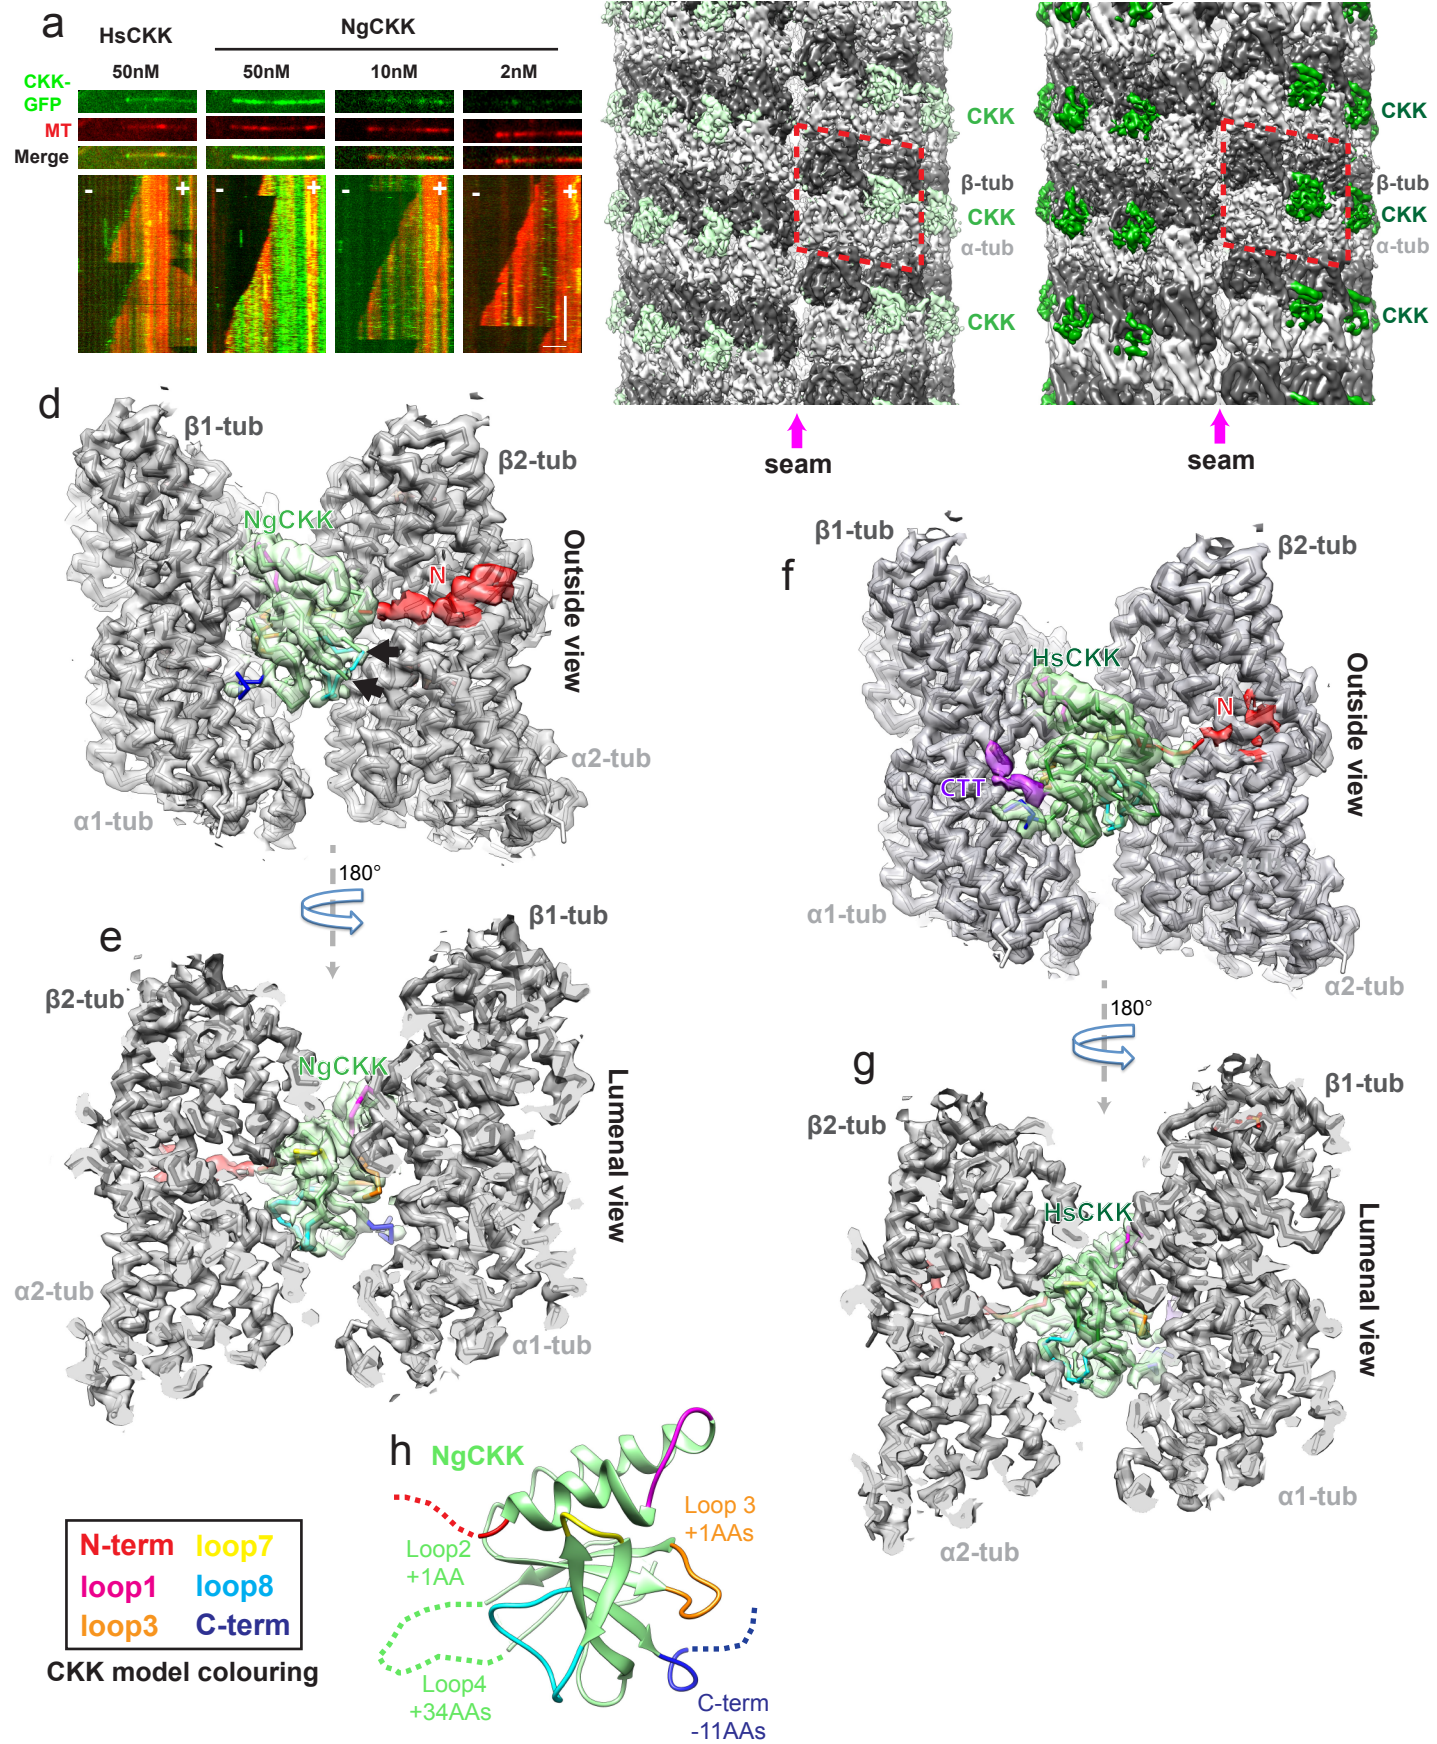 a
HsCKK
NgCKK
50nM
50nM
10nM
2nM
CKK-
GFP
MT
Merge
-
+
-
+
-
+
-
+
CKK
β-tub
CKK
α-tub
CKK
seam
CKK
β-tub
CKK
α-tub
CKK
seam
d
β1-tub
β2-tub
NgCKK
N
Outside view
α2-tub
α1-tub
180°
e
β1-tub
β2-tub
NgCKK
Lumenal view
α2-tub
α1-tub
f
β1-tub
β2-tub
HsCKK
N
CTT
Outside view
α1-tub
α2-tub
180°
g
β1-tub
β2-tub
HsCKK
Lumenal view
α1-tub
α2-tub
h
NgCKK
Loop 3
+1AAs
Loop2
+1AA
Loop4
+34AAs
C-term
-11AAs
N-term loop7
loop1 loop8
loop3 C-term
CKK model colouring